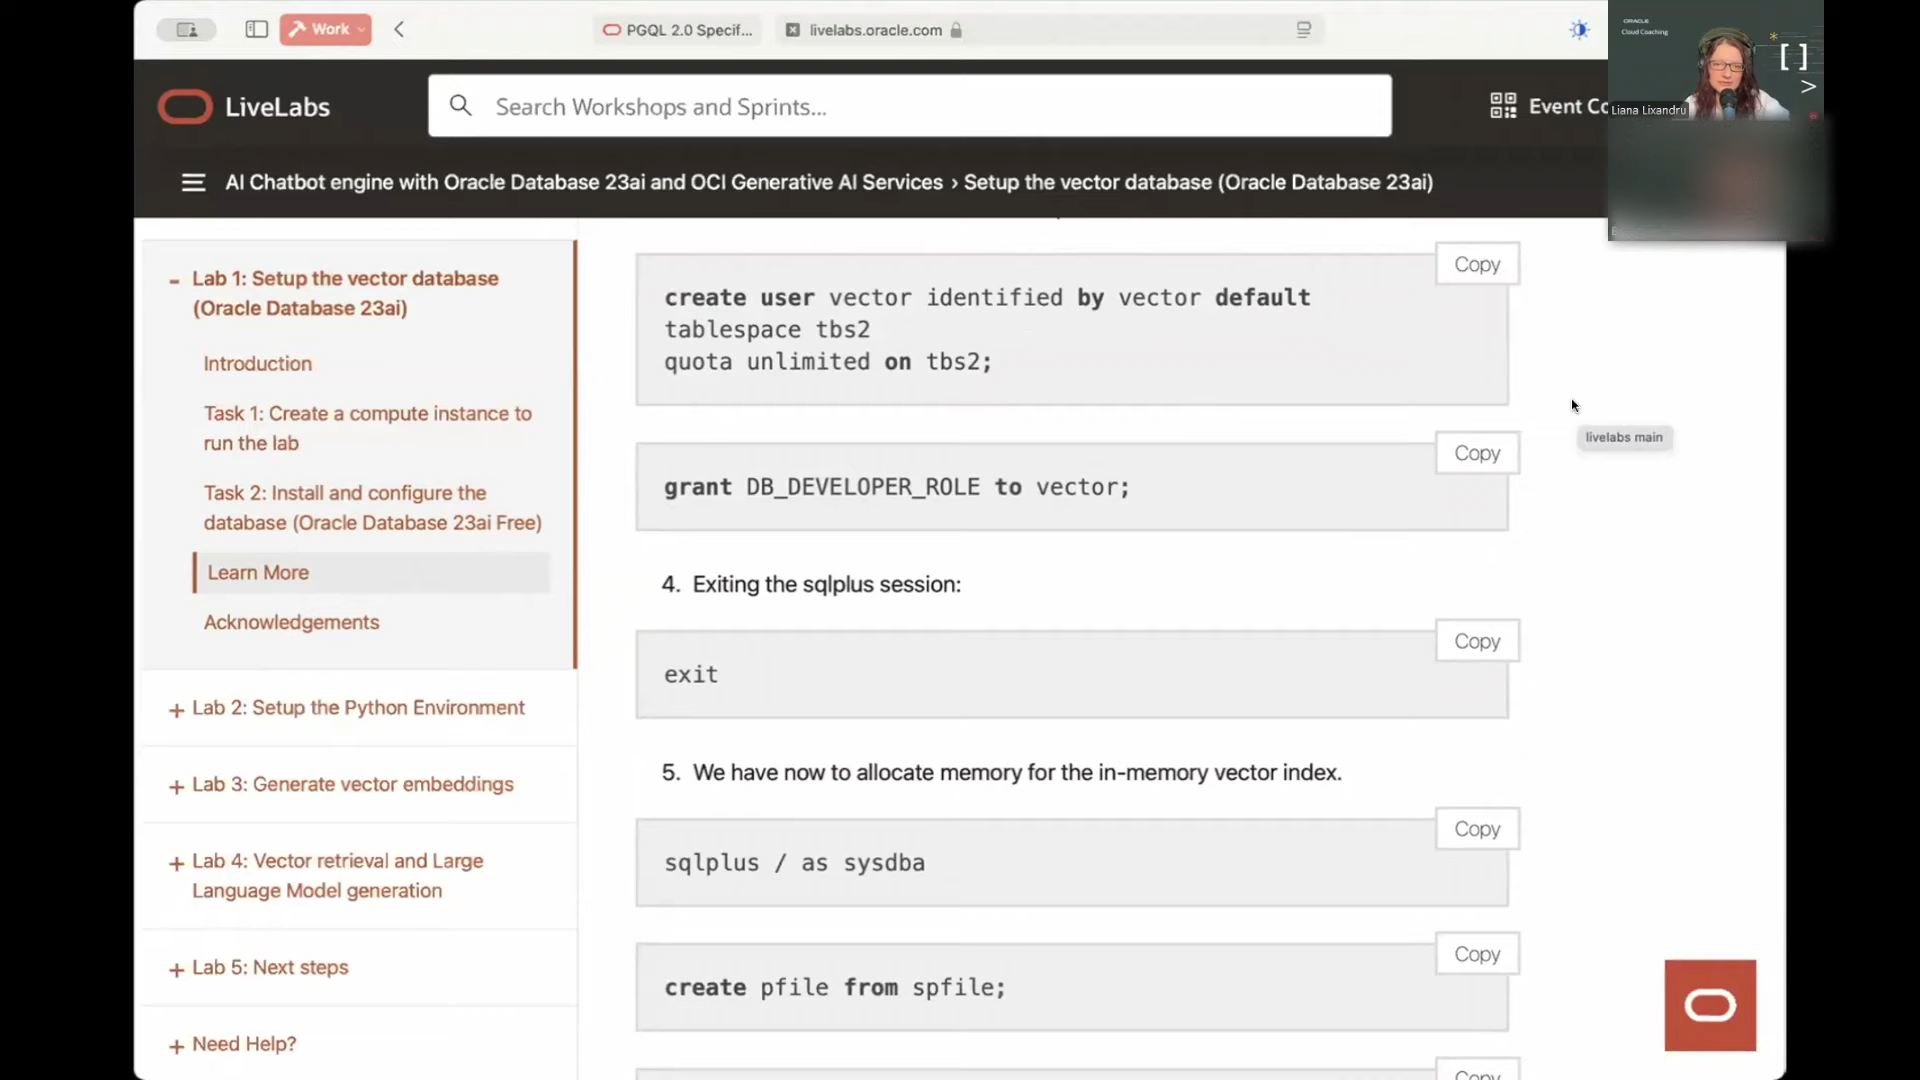 Work
PGQL 2.0 Specif...
livelabs.oracle.com
ORACLE
Cloud Coaching
[ ]
>
Liana Lixandru
LiveLabs
Search Workshops and Sprints...
Event Co
AI Chatbot engine with Oracle Database 23ai and OCI Generative AI Services › Setup the vector database (Oracle Database 23ai)
- Lab 1: Setup the vector database
(Oracle Database 23ai)
Introduction
Task 1: Create a compute instance to
run the lab
Task 2: Install and configure the
database (Oracle Database 23ai Free)
Learn More
Acknowledgements
+ Lab 2: Setup the Python Environment
+ Lab 3: Generate vector embeddings
+ Lab 4: Vector retrieval and Large
Language Model generation
+ Lab 5: Next steps
+ Need Help?
Copy
create user vector identified by vector default
tablespace tbs2
quota unlimited on tbs2;
livelabs main
Copy
grant DB_DEVELOPER_ROLE to vector;
4. Exiting the sqlplus session:
Copy
exit
5. We have now to allocate memory for the in-memory vector index.
Copy
sqlplus / as sysdba
Copy
create pfile from spfile;
Copy